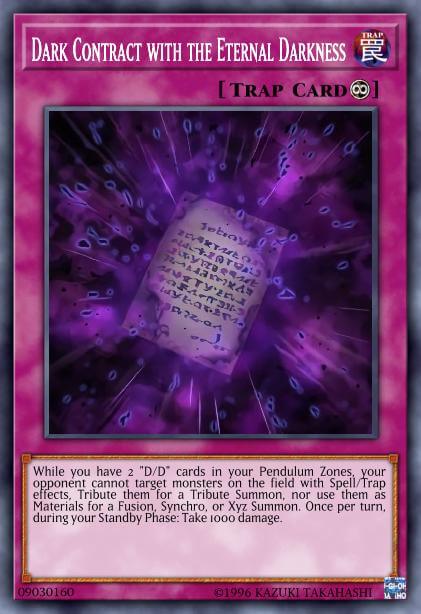 DARK CONTRACT WITH THE ETERNAL DARKNESS
TRAP
罠
[TRAP CARD]
While you have 2 "D/D" cards in your Pendulum Zones, your
opponent cannot target monsters on the field with Spell/Trap
effects, Tribute them for a Tribute Summon, nor use them as
Materials for a Fusion, Synchro, or Xyz Summon. Once per turn,
during your Standby Phase: Take 1000 damage.
09030160
©1996 KAZUKI TAKAHASHI